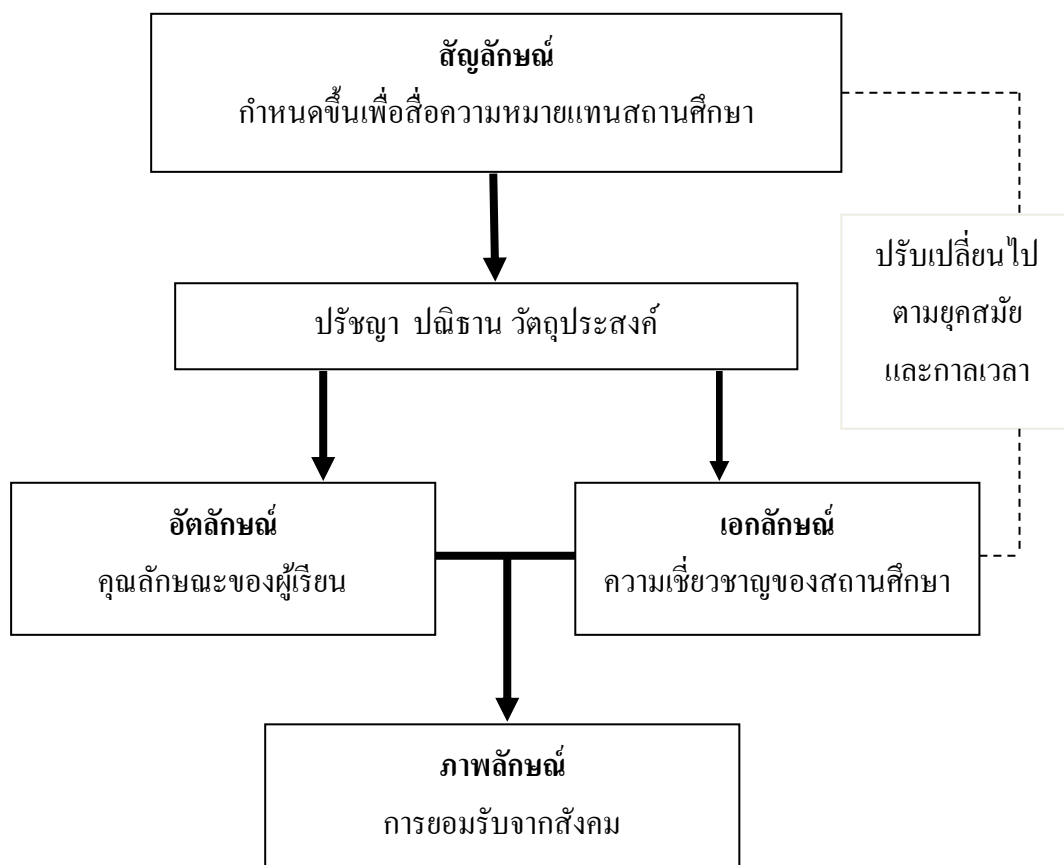 สัญลักษณ์
กำหนดขึ้นเพื่อสื่อความหมายแทนสถานศึกษา
ปรับเปลี่ยนไป
ตามยุคสมัย
และกาลเวลา
ปรัชญา ปณิธาน วัตถุประสงค์
อัตลักษณ์
คุณลักษณะของผู้เรียน
เอกลักษณ์
ความเชี่ยวชาญของสถานศึกษา
ภาพลักษณ์
การยอมรับจากสังคม